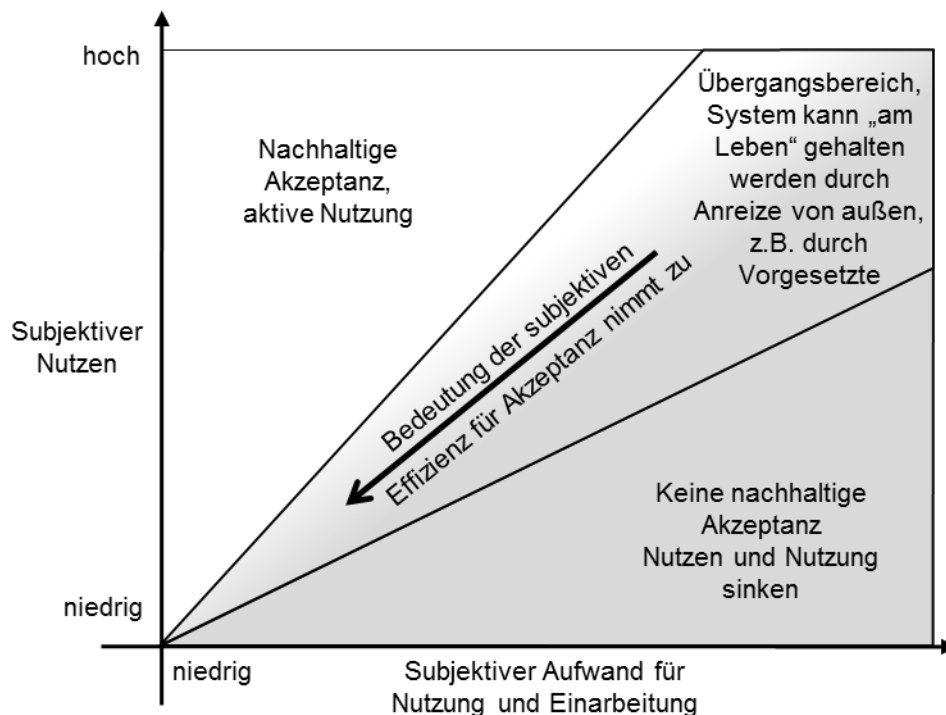 hoch
Nachhaltige
Akzeptanz,
aktive Nutzung
Übergangsbereich,
System kann „am
Leben“ gehalten
werden durch
Anreize von außen,
z.B. durch
Vorgesetzte
Subjektiver
Nutzen
Bedeutung der subjektiven
Effizienz für Akzeptanz nimmt zu
Keine nachhaltige
Akzeptanz
Nutzen und Nutzung
sinken
niedrig
niedrig
Subjektiver Aufwand für
Nutzung und Einarbeitung